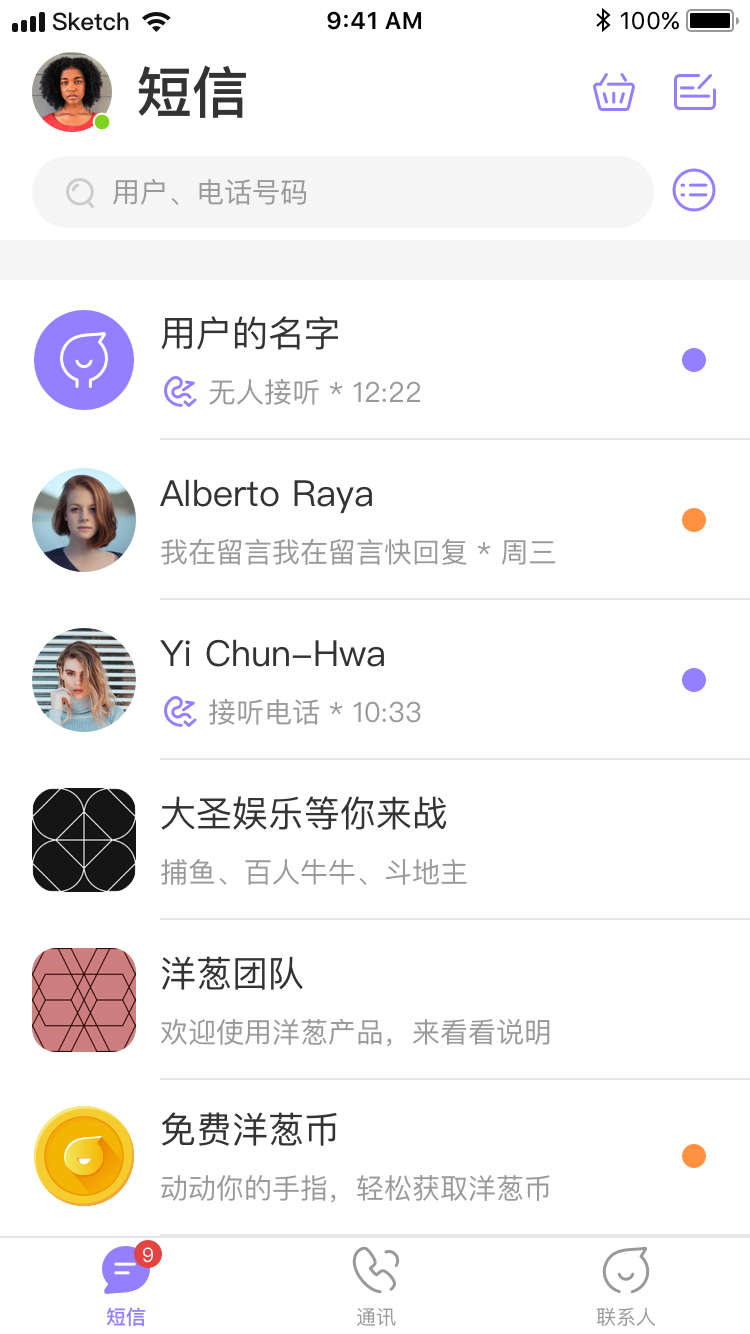 Sketch 9:41 AM 100%
短信
用户、电话号码
用户的名字
无人接听 * 12:22
Alberto Raya
我在留言我在留言快回复 * 周三
Yi Chun-Hwa
接听电话 * 10:33
大圣娱乐等你来战
捕鱼、百人牛牛、斗地主
洋葱团队
欢迎使用洋葱产品，来看看说明
免费洋葱币
动动你的手指，轻松获取洋葱币
9
短信 通讯 联系人